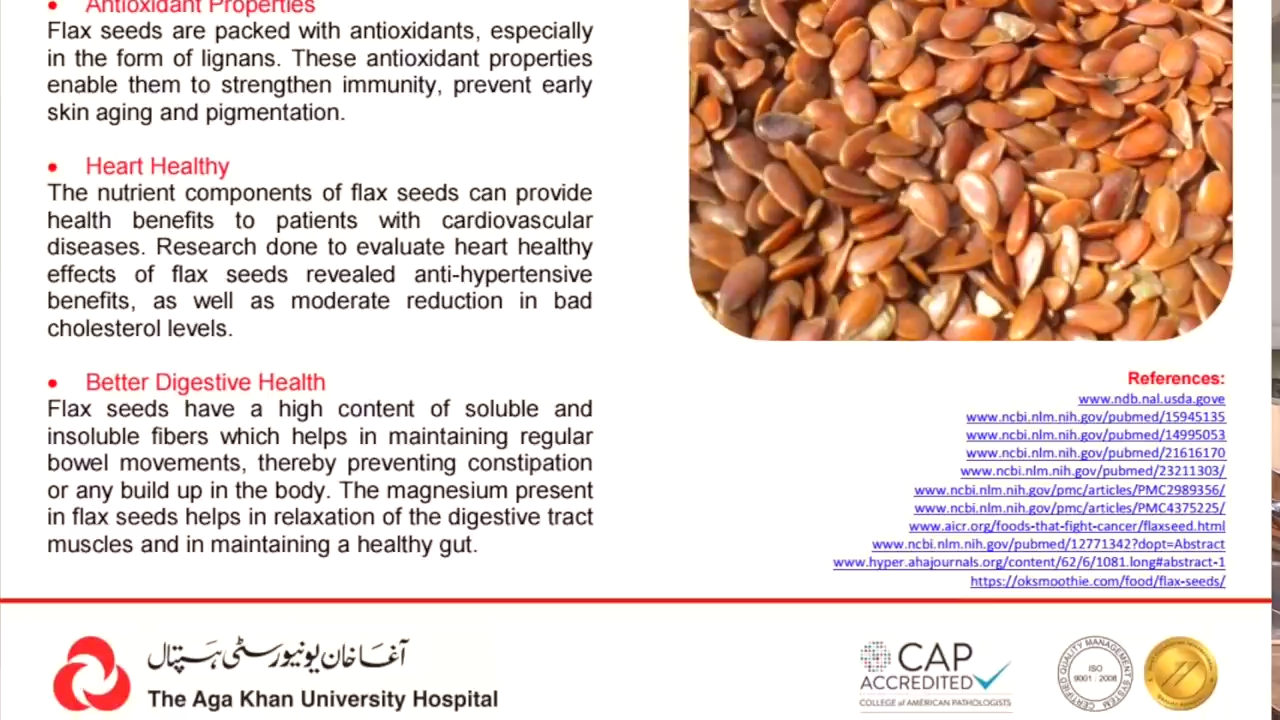 • Antioxidant Properties
Flax seeds are packed with antioxidants, especially
in the form of lignans. These antioxidant properties
enable them to strengthen immunity, prevent early
skin aging and pigmentation.
• Heart Healthy
The nutrient components of flax seeds can provide
health benefits to patients with cardiovascular
diseases. Research done to evaluate heart healthy
effects of flax seeds revealed anti-hypertensive
benefits, as well as moderate reduction in bad
cholesterol levels.
• Better Digestive Health
Flax seeds have a high content of soluble and
insoluble fibers which helps in maintaining regular
bowel movements, thereby preventing constipation
or any build up in the body. The magnesium present
in flax seeds helps in relaxation of the digestive tract
muscles and in maintaining a healthy gut.
References:
www.ndb.nal.usda.gove
www.ncbi.nlm.nih.gov/pubmed/15945135
www.ncbi.nlm.nih.gov/pubmed/14995053
www.ncbi.nlm.nih.gov/pubmed/21616170
www.ncbi.nlm.nih.gov/pubmed/23211303/
www.ncbi.nlm.nih.gov/pmc/articles/PMC2989356/
www.ncbi.nlm.nih.gov/pmc/articles/PMC4375225/
www.aicr.org/foods-that-fight-cancer/flaxseed.html
www.ncbi.nlm.nih.gov/pubmed/12771342?dopt=Abstract
www.hyper.ahajournals.org/content/62/6/1081.long#abstract-1
https://oksmoothie.com/food/flax-seeds/
آغا خان یونیورسٹی ہسپتال
The Aga Khan University Hospital
CAP
ACCREDITED
COLLEGE of AMERICAN PATHOLOGISTS
CERTIFIED QUALITY MANAGEMENT SYSTEM
ISO
9001 : 2008